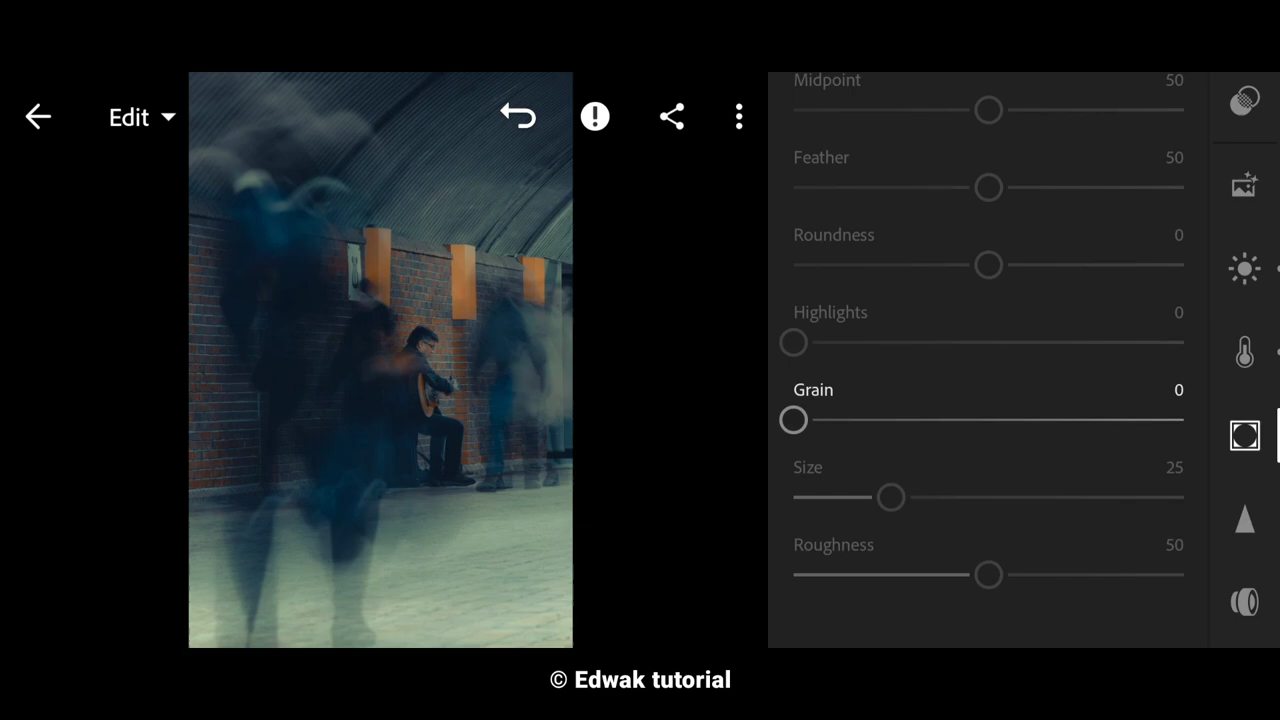 Edit
Midpoint 50
Feather 50
Roundness 0
Highlights 0
Grain 0
Size 25
Roughness 50
© Edwak tutorial